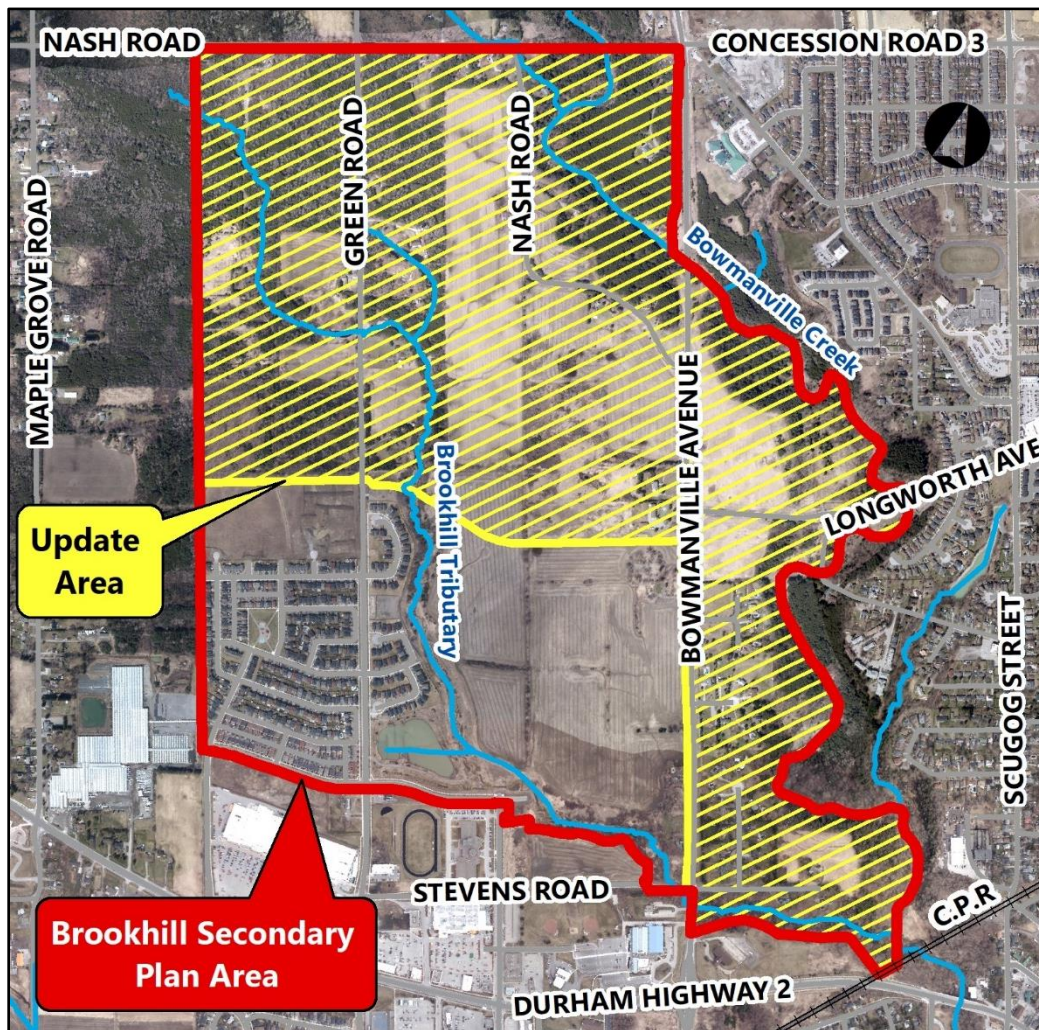 NASH ROAD
CONCESSION ROAD 3
MAPLE GROVE ROAD
GREEN ROAD
NASH ROAD
Bowmanville Creek
BOWMANVILLE AVENUE
LONGWORTH AVE
Update
Area
Brookhill Tributary
SCUGOG STREET
STEVENS ROAD
C.P.R
Brookhill Secondary
Plan Area
DURHAM HIGHWAY 2